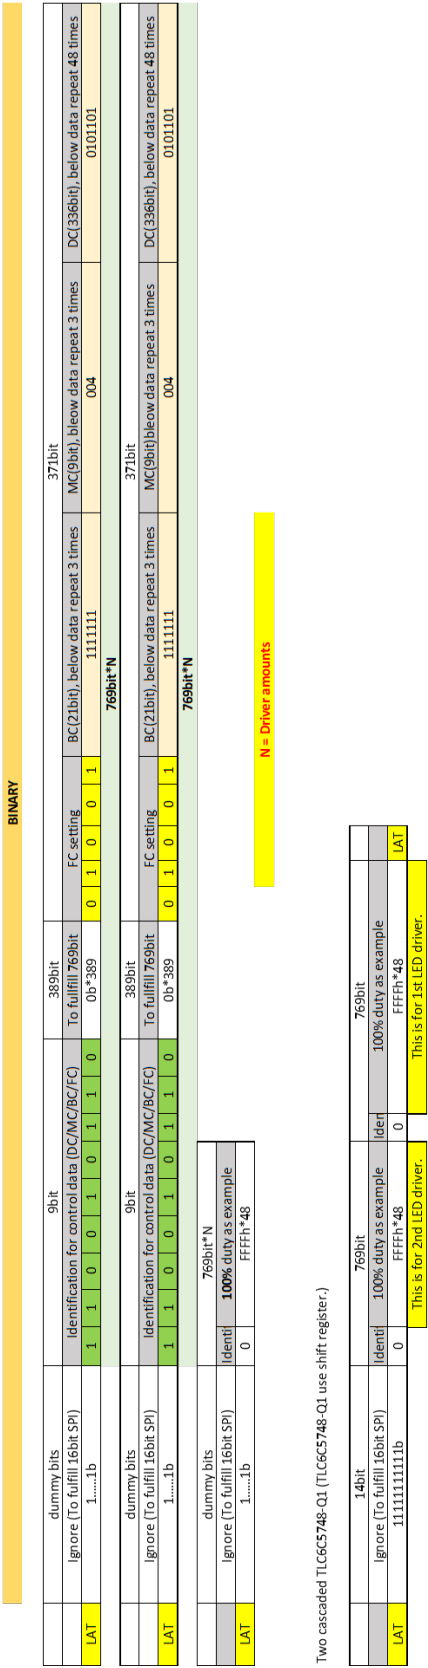 BINARY
dummy bits 9bit 389bit 371bit
Ignore (To fulfill 16bit SPI) Identification for control data (DC/MC/BC/FC) To fullfill 769bit FC setting BC(21bit), below data repeat 3 times MC(9bit), bleow data repeat 3 times DC(336bit), below data repeat 48 times
LAT 1......1b 1 1 0 0 1 0 1 1 0 0b*389 0 1 0 0 1 1111111 004 0101101
769bit*N
dummy bits 9bit 389bit 371bit
Ignore (To fulfill 16bit SPI) Identification for control data (DC/MC/BC/FC) To fullfill 769bit FC setting BC(21bit), below data repeat 3 times MC(9bit)bleow data repeat 3 times DC(336bit), below data repeat 48 times
LAT 1......1b 1 1 0 0 1 0 1 1 0 0b*389 0 1 0 0 1 1111111 004 0101101
769bit*N
dummy bits 769bit*N
Ignore (To fulfill 16bit SPI) Identi 100% duty as example
LAT 1......1b 0 FFFFh*48
N = Driver amounts
Two cascaded TLC6C5748-Q1 (TLC6C5748-Q1 use shift register.)
14bit 769bit 769bit
Ignore (To fulfill 16bit SPI) Identi 100% duty as example Iden 100% duty as example
LAT 11111111111b 0 FFFFh*48 0 FFFFh*48 LAT
This is for 2nd LED driver. This is for 1st LED driver.